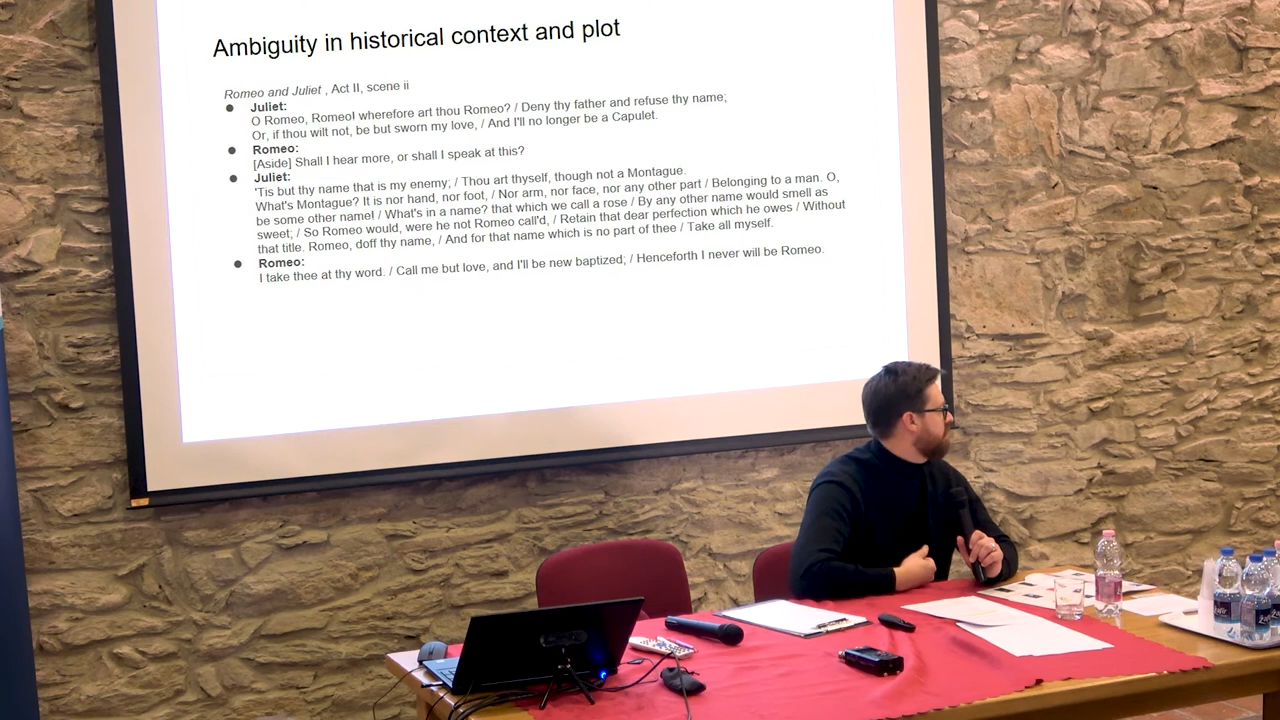 Ambiguity in historical context and plot
Romeo and Juliet , Act II, scene ii
● Juliet:
O Romeo, Romeo! wherefore art thou Romeo? / Deny thy father and refuse thy name;
Or, if thou wilt not, be but sworn my love, / And I'll no longer be a Capulet.
● Romeo:
[Aside] Shall I hear more, or shall I speak at this?
● Juliet:
'Tis but thy name that is my enemy; / Thou art thyself, though not a Montague.
What's Montague? It is nor hand, nor foot, / Nor arm, nor face, nor any other part / Belonging to a man. O,
be some other name! / What's in a name? that which we call a rose / By any other name would smell as
sweet; / So Romeo would, were he not Romeo call'd, / Retain that dear perfection which he owes / Without
that title. Romeo, doff thy name, / And for that name which is no part of thee / Take all myself.
● Romeo:
I take thee at thy word. / Call me but love, and I'll be new baptized; / Henceforth I never will be Romeo.